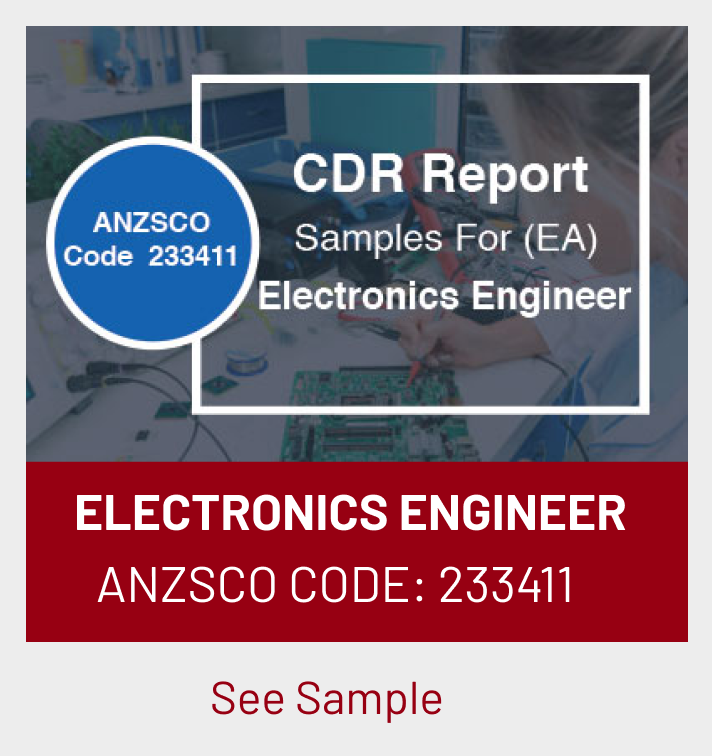 CDR Report
Samples For (EA)
Electronics Engineer
ANZSCO
Code 233411
ELECTRONICS ENGINEER
ANZSCO CODE: 233411
See Sample